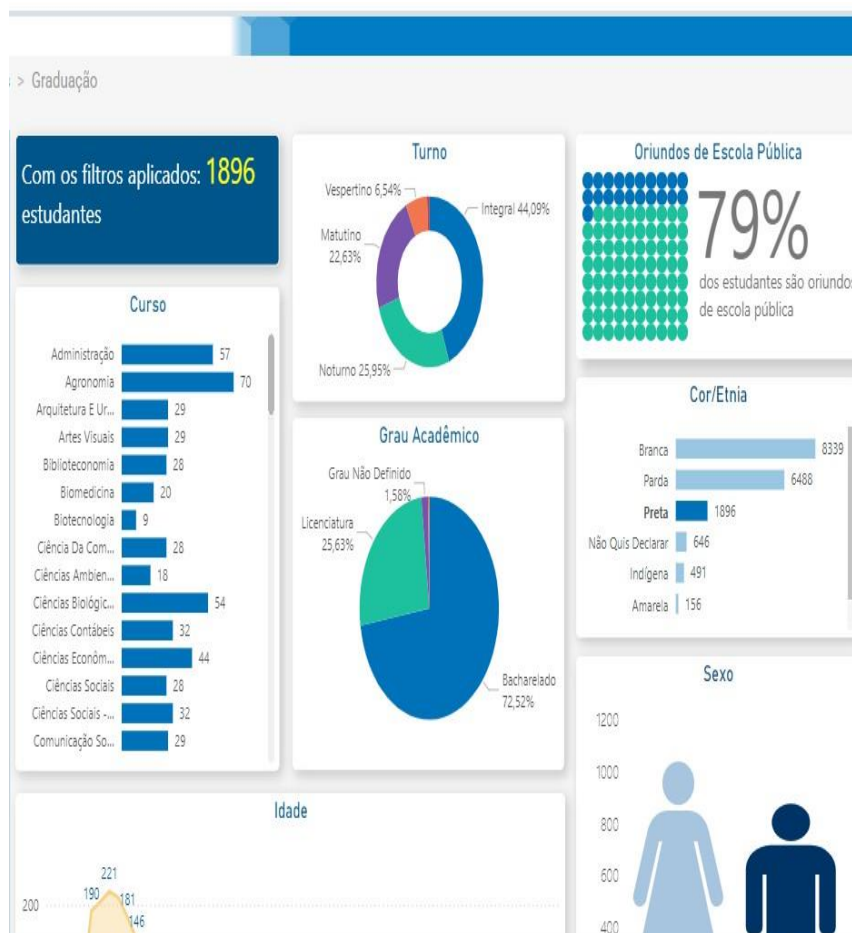 > Graduação
Com os filtros aplicados: 1896
estudantes
Curso
Administração 57
Agronomia 70
Arquitetura E Ur... 29
Artes Visuais 29
Biblioteconomia 28
Biomedicina 20
Biotecnologia 9
Ciência Da Com... 28
Ciências Ambien... 18
Ciências Biológic... 54
Ciências Contábeis 32
Ciências Econôm... 44
Ciências Sociais 28
Ciências Sociais -... 32
Comunicação So... 29
Turno
Vespertino 6,54%
Integral 44,09%
Matutino
22,63%
Noturno 25,95%
Grau Acadêmico
Grau Não Definido
1,58%
Licenciatura
25,63%
Bacharelado
72,52%
Oriundos de Escola Pública
79%
dos estudantes são oriundos
de escola pública
Cor/Etnia
Branca 8339
Parda 6488
Preta 1896
Não Quis Declarar 646
Indígena 491
Amarela 156
Sexo
1200
1000
800
600
400
Idade
221
190
181
146
200